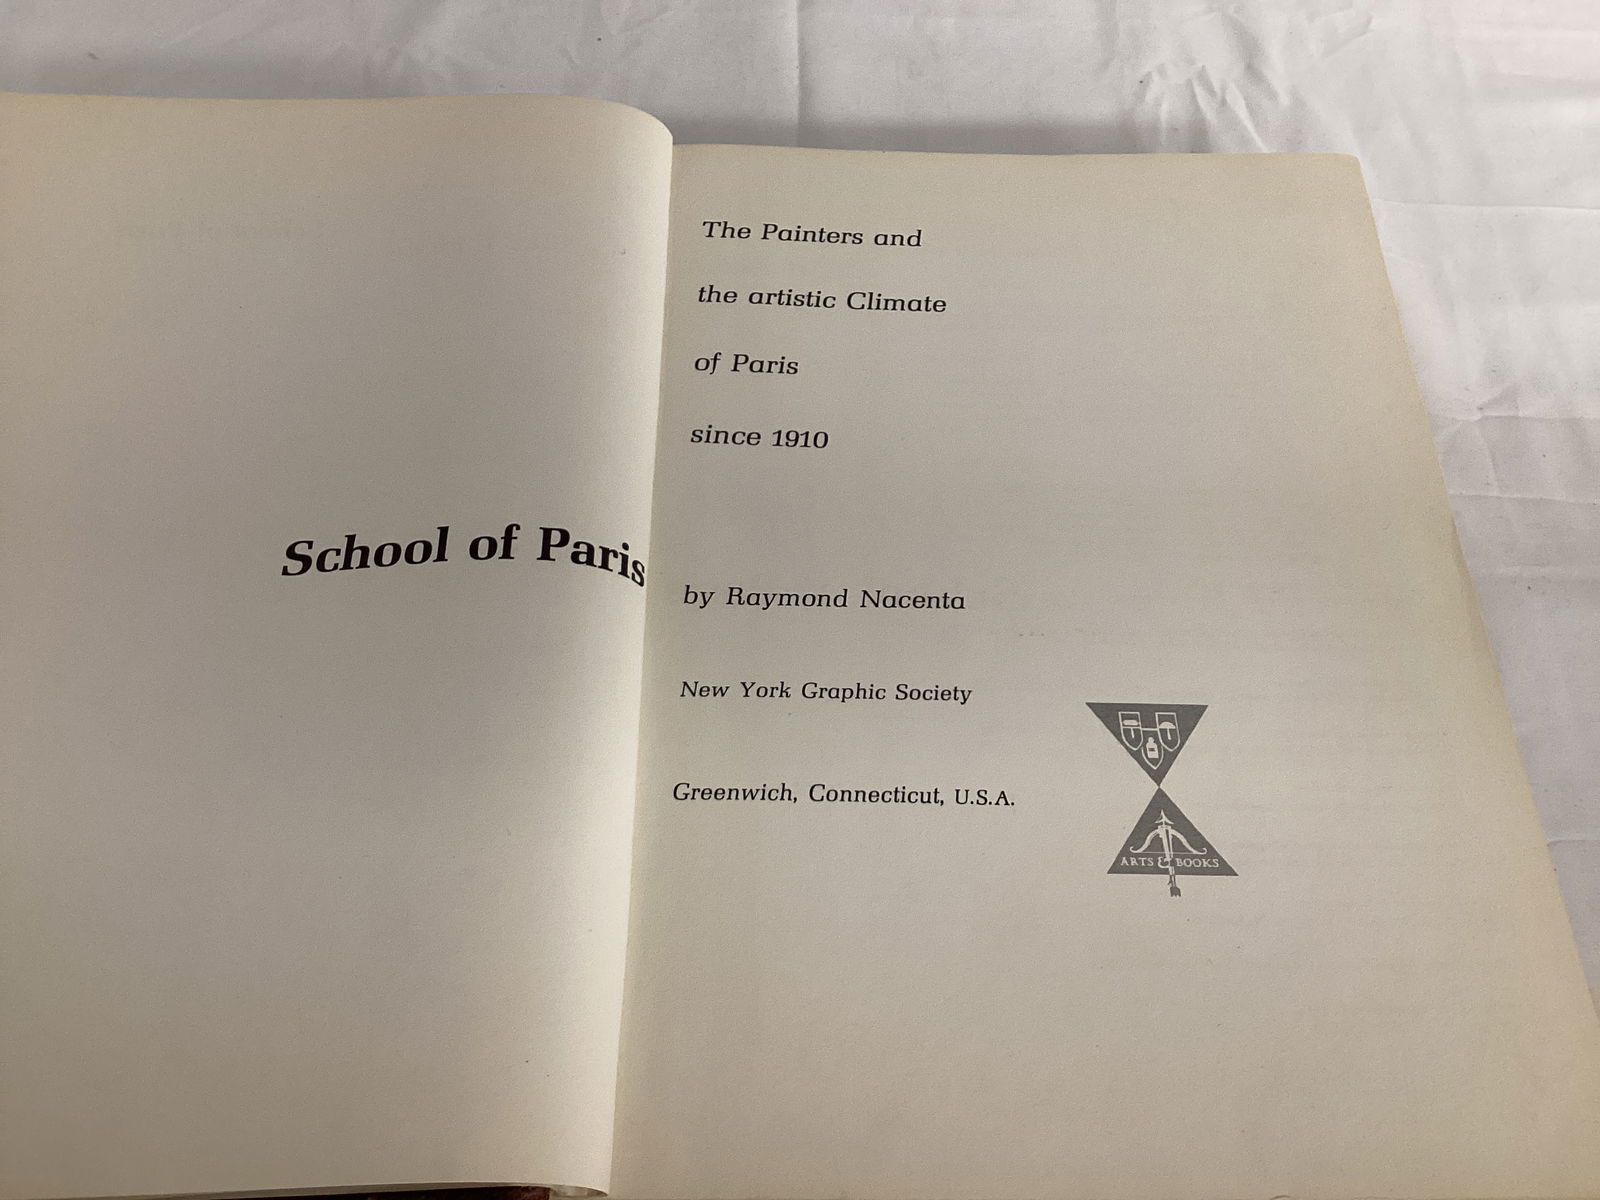 School of Paris
The Painters and
the artistic Climate
of Paris
since 1910
by Raymond Nacenta
New York Graphic Society
Greenwich, Connecticut, U.S.A.
ARTS & BOOKS